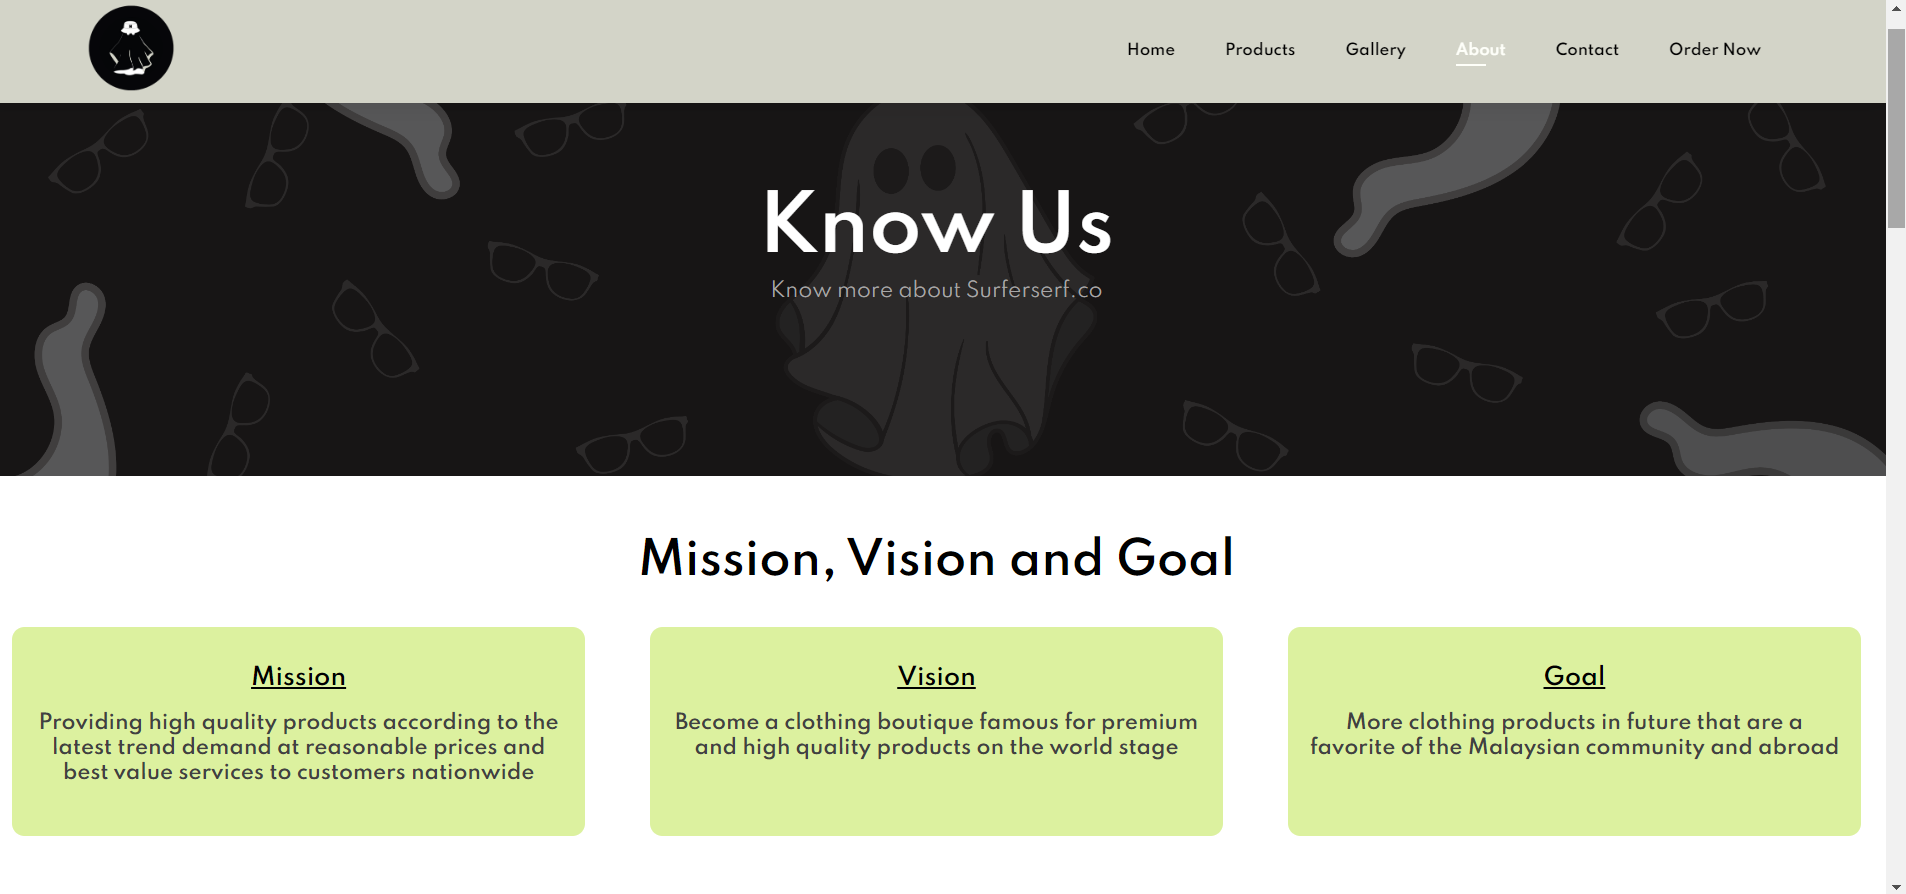 Home Products Gallery About Contact Order Now
Know Us
Know more about Surferserf.co
Mission, Vision and Goal
Mission
Providing high quality products according to the
latest trend demand at reasonable prices and
best value services to customers nationwide
Vision
Become a clothing boutique famous for premium
and high quality products on the world stage
Goal
More clothing products in future that are a
favorite of the Malaysian community and abroad